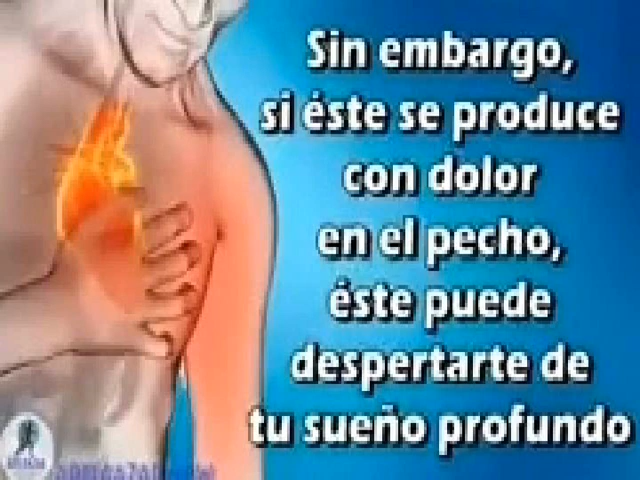 Sin embargo,
si éste se produce
con dolor
en el pecho,
éste puede
despertarte de
tu sueño profundo